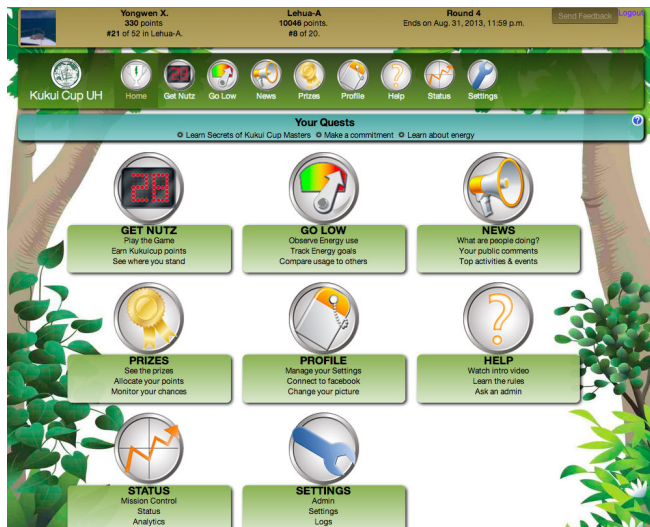 Yongwen X.
330 points
#21 of 52 in Lehua-A.
Lehua-A
10046 points.
#8 of 20.
Round 4
Ends on Aug. 31, 2013, 11:59 p.m.
Send Feedback
Logout
Kukui Cup UH
Home
Get Nutz
Go Low
News
Prizes
Profile
Help
Status
Settings
Your Quests
?
Learn Secrets of Kukui Cup Masters Make a commitment Learn about energy
28
GET NUTZ
Play the Game
Earn Kukuicup points
See where you stand
GO LOW
Observe Energy use
Track Energy goals
Compare usage to others
NEWS
What are people doing?
Your public comments
Top activities & events
PRIZES
See the prizes
Allocate your points
Monitor your chances
PROFILE
Manage your Settings
Connect to facebook
Change your picture
?
HELP
Watch intro video
Learn the rules
Ask an admin
STATUS
Mission Control
Status
Analytics
SETTINGS
Admin
Settings
Logs